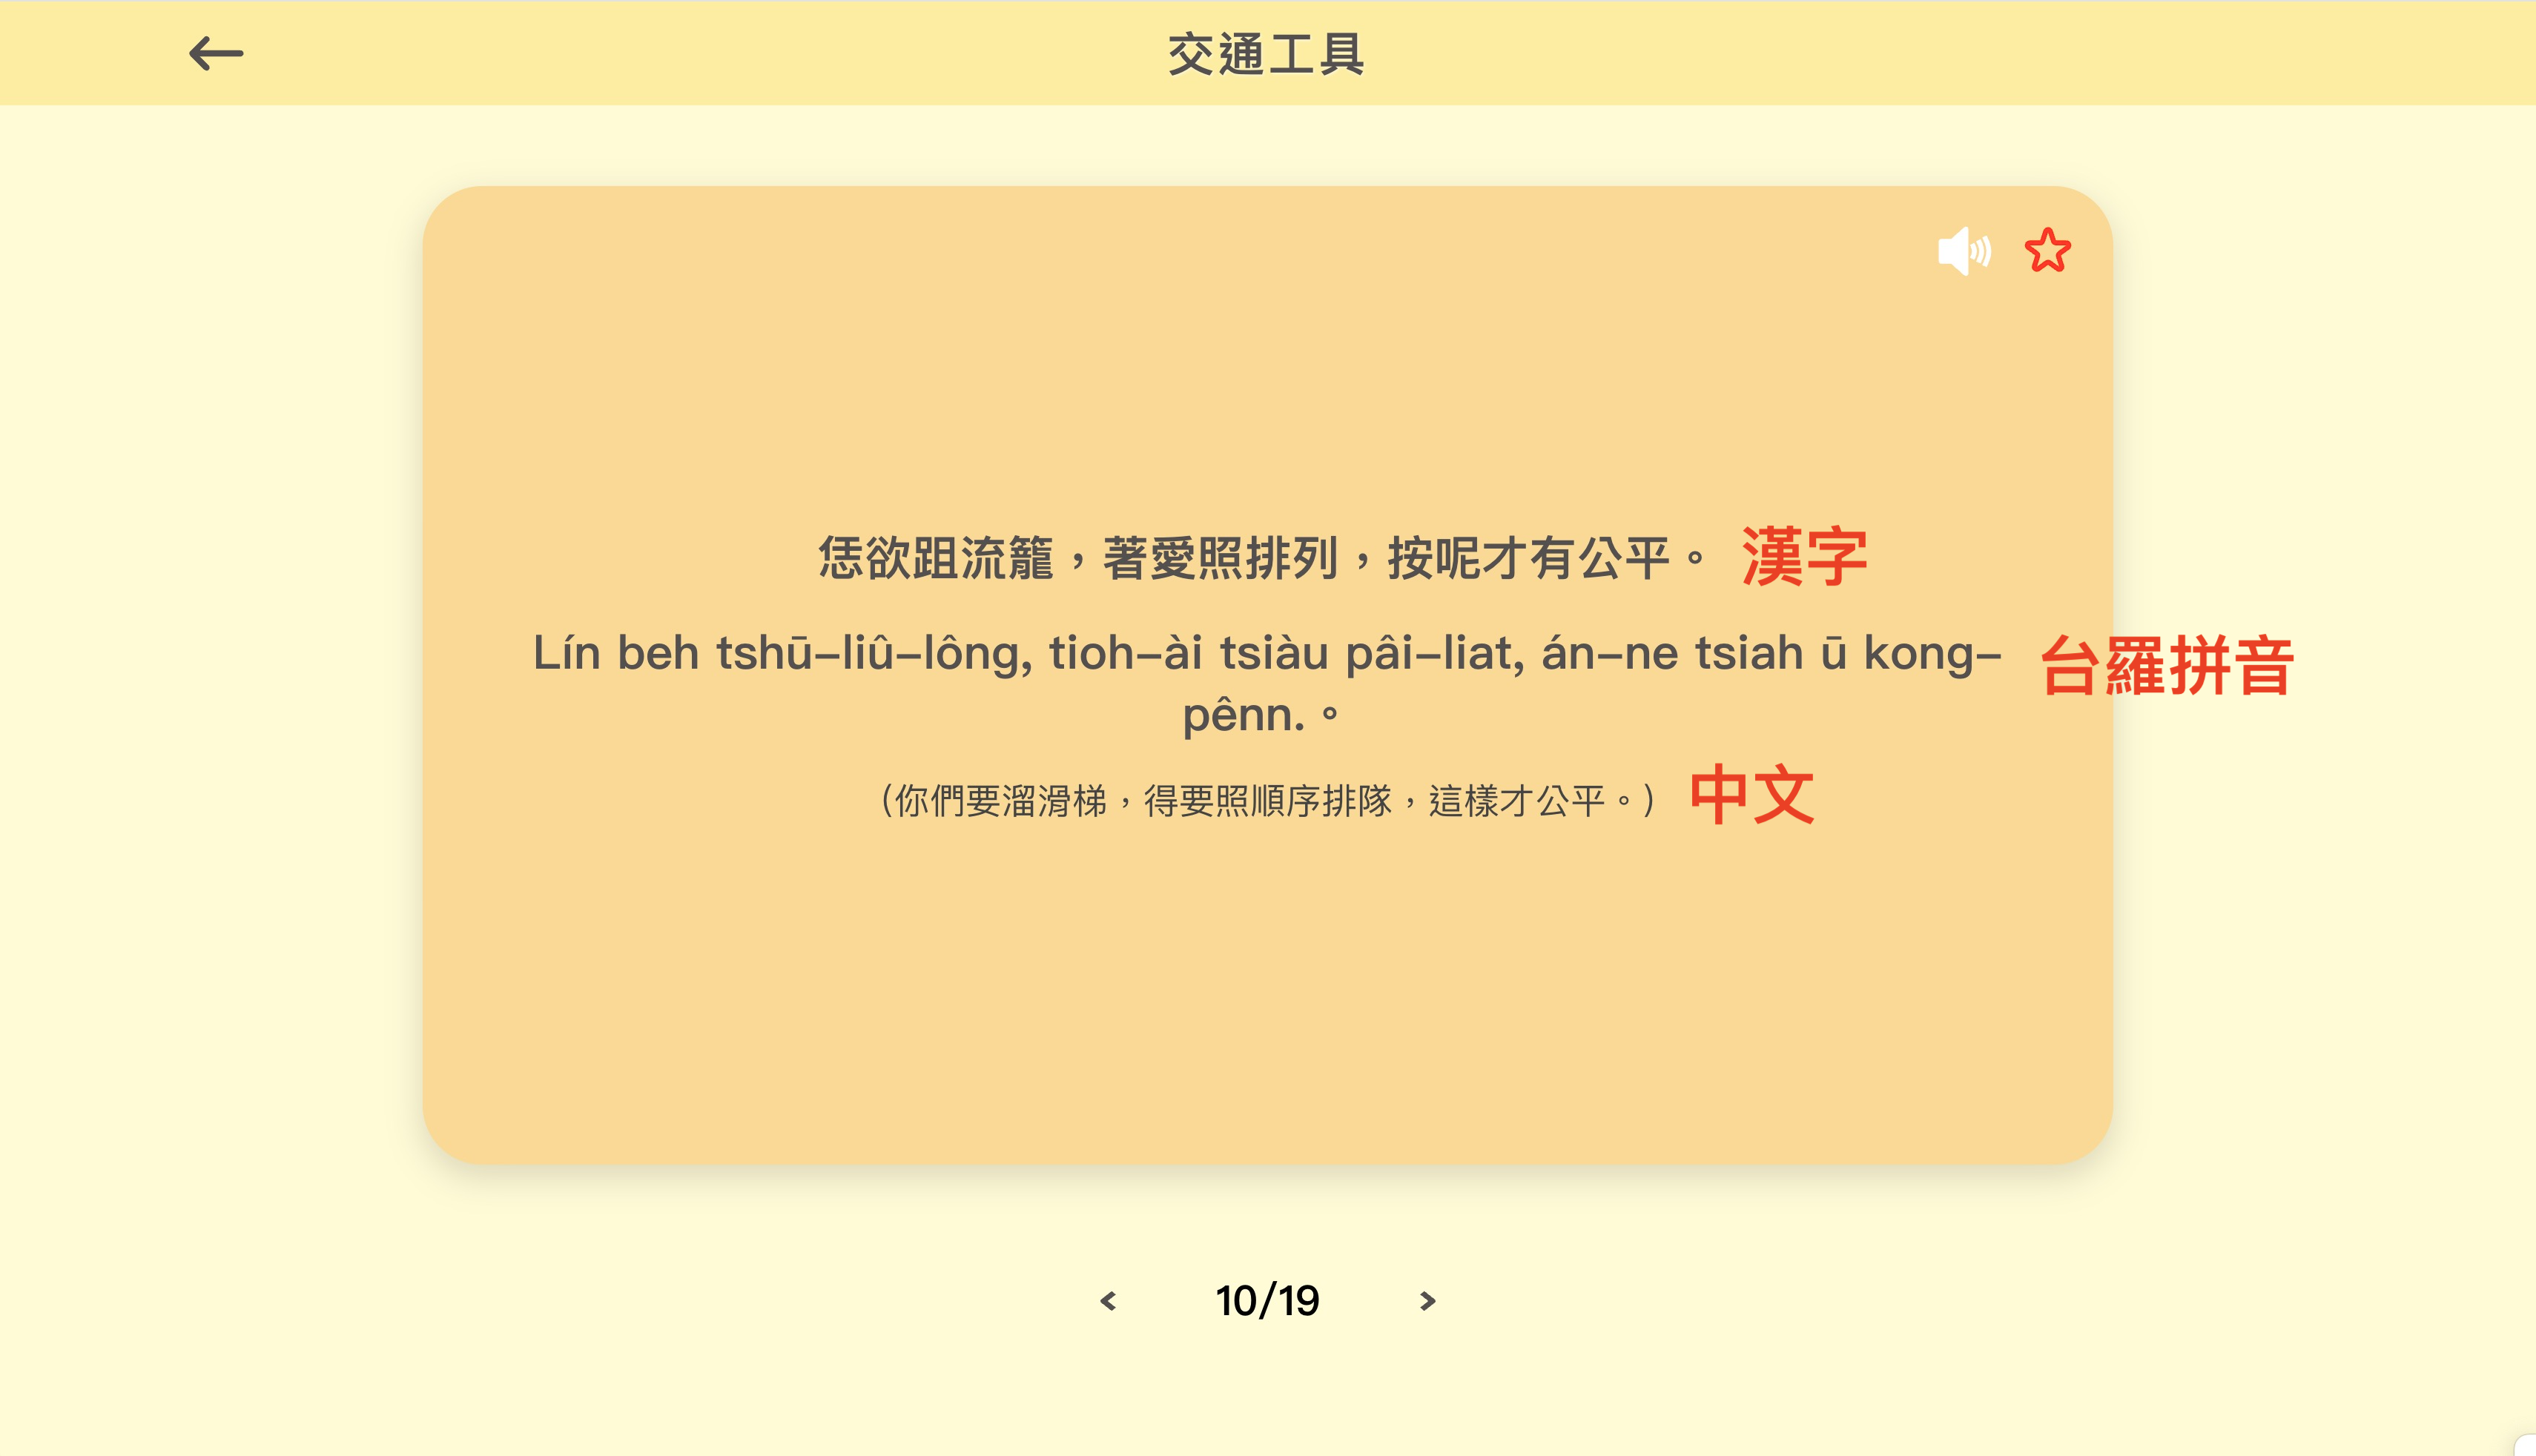 交通工具
恁欲跙流籠，著愛照排列，按呢才有公平。 漢字
Lín beh tshū-liû-lông, tioh-ài tsiàu pâi-liat, án-ne tsiah ū kong- 台羅拼音
pênn. 。
（你們要溜滑梯，得要照順序排隊，這樣才公平。） 中文
< 10/19 >